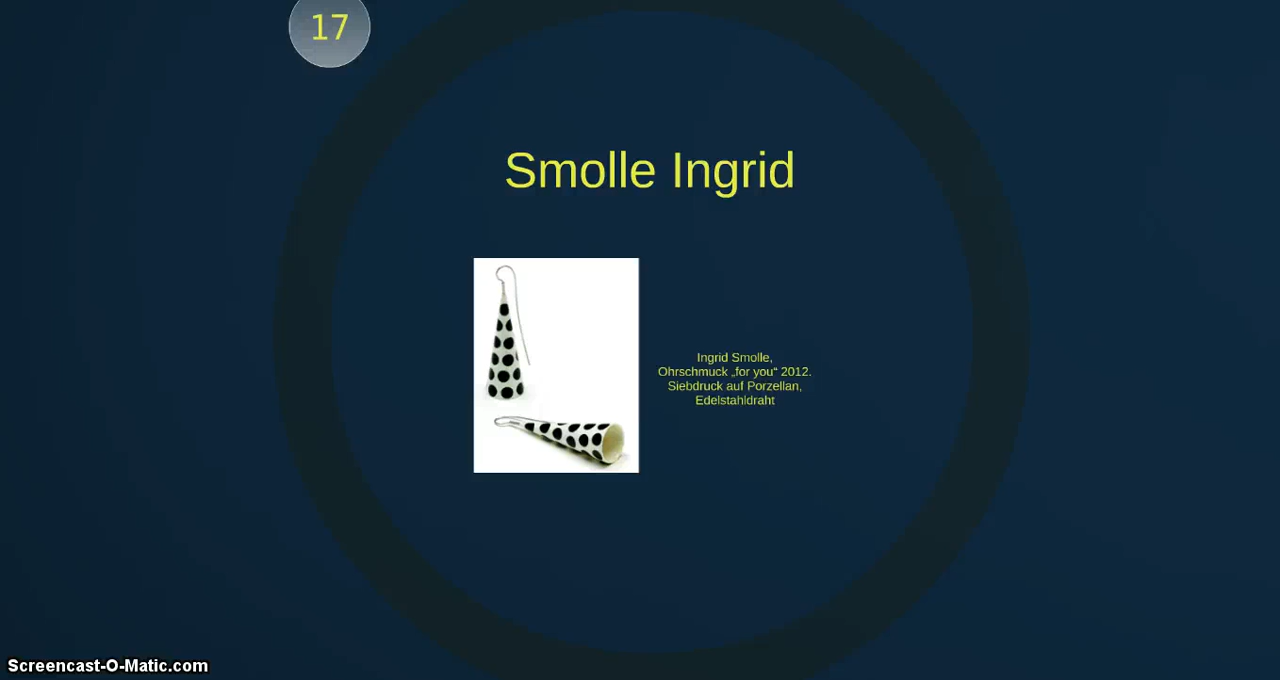 17
Smolle Ingrid
Ingrid Smolle,
Ohrschmuck „for you“ 2012.
Siebdruck auf Porzellan,
Edelstahldraht
Screencast-O-Matic.com